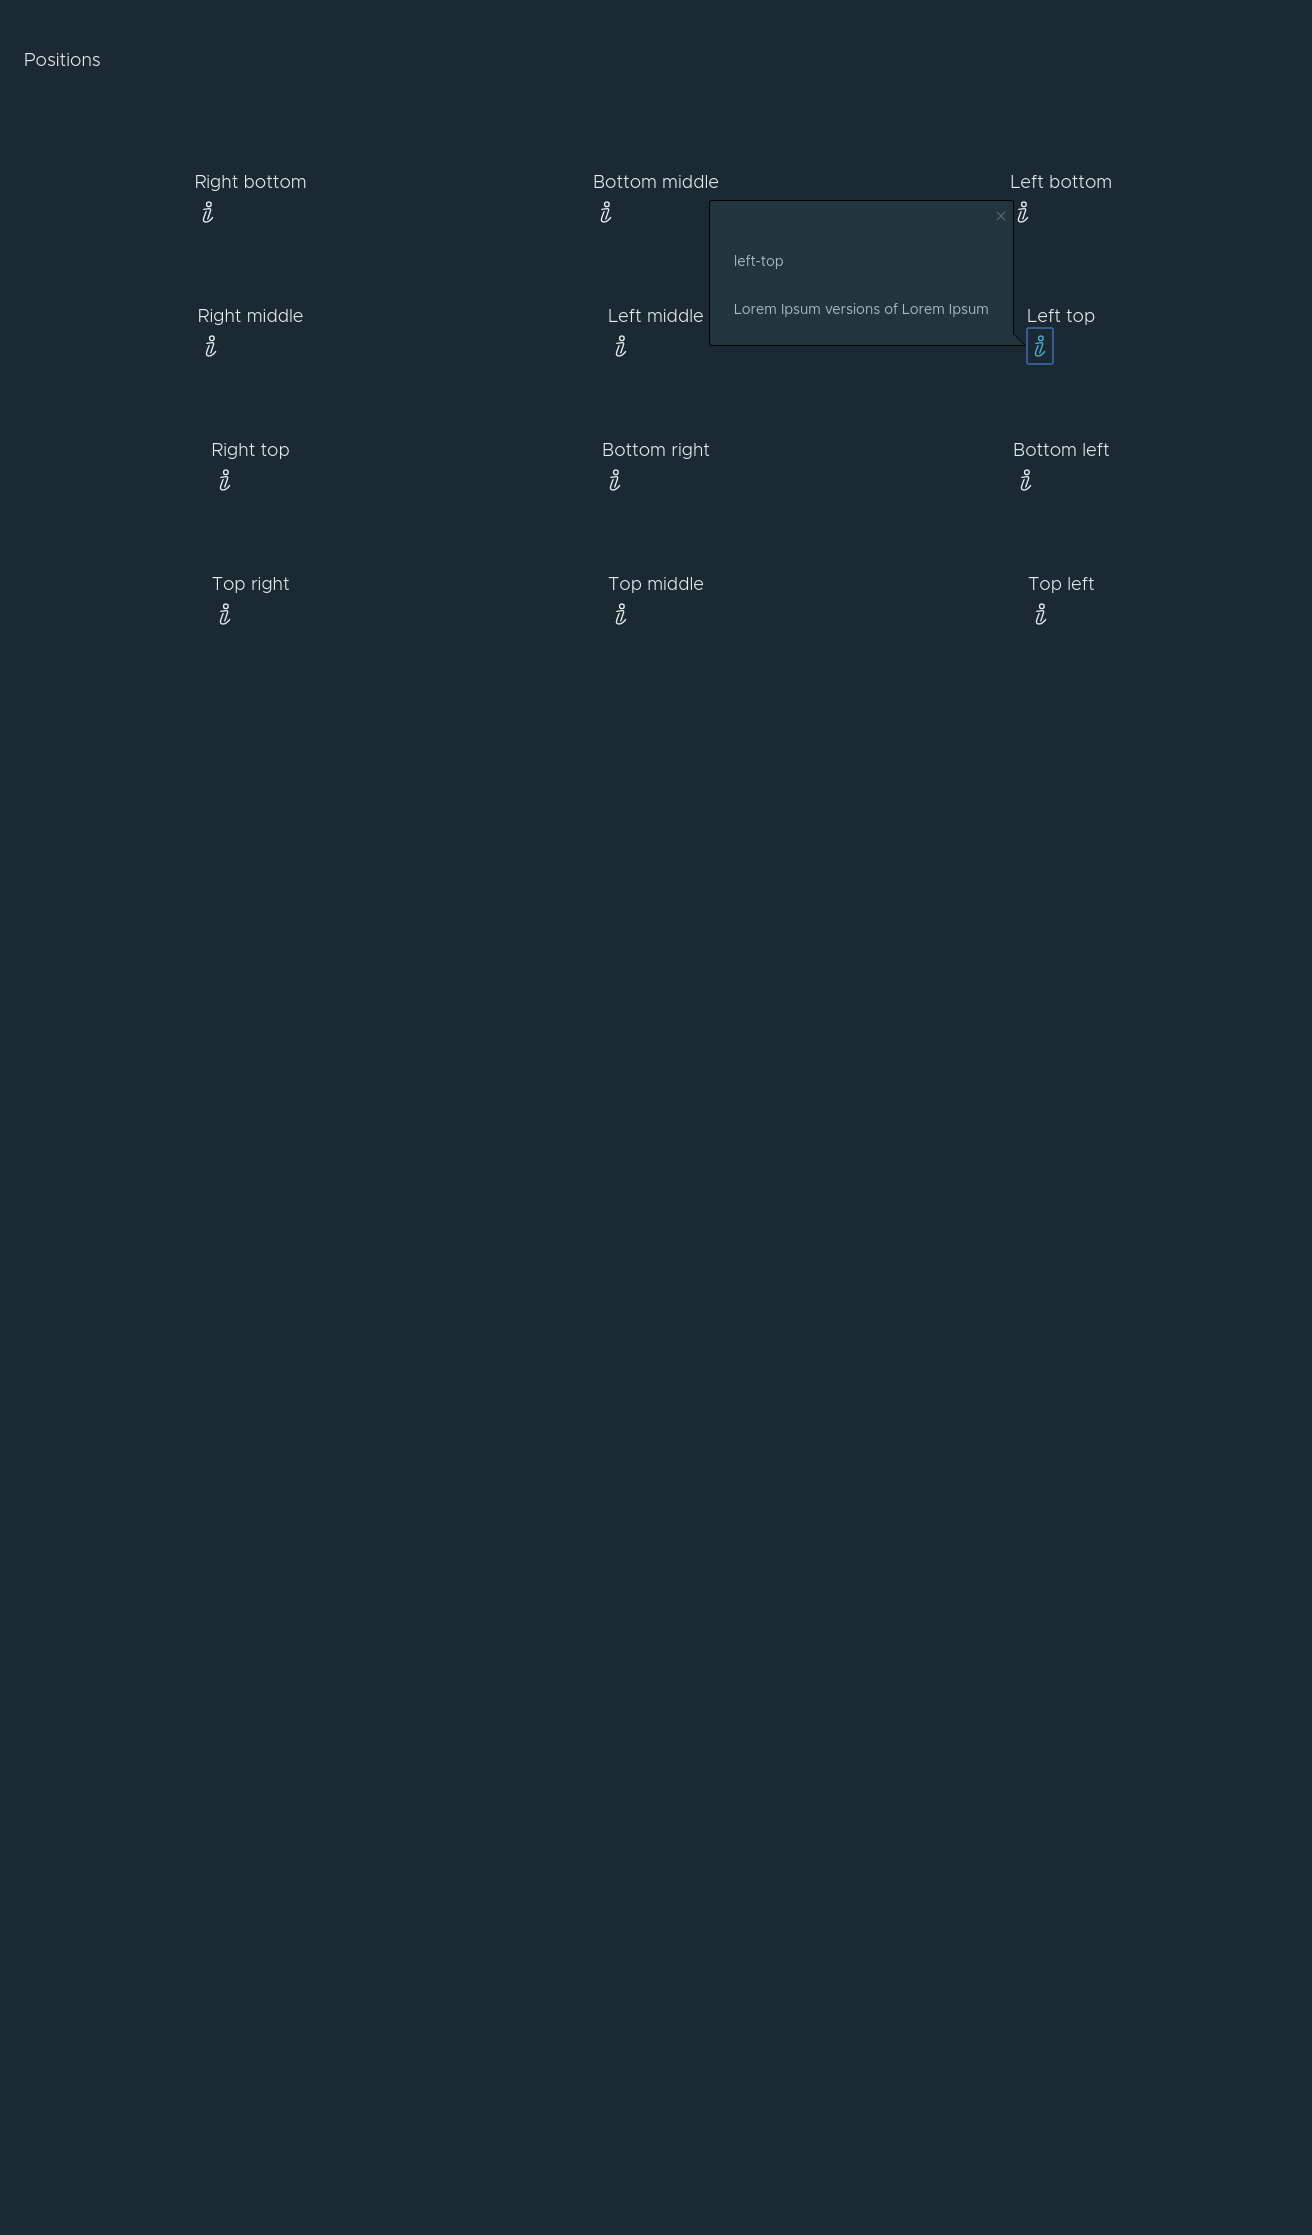 Positions
Right bottom
Bottom middle
Left bottom
left-top
Lorem Ipsum versions of Lorem Ipsum
Right middle
Left middle
Left top
Right top
Bottom right
Bottom left
Top right
Top middle
Top left